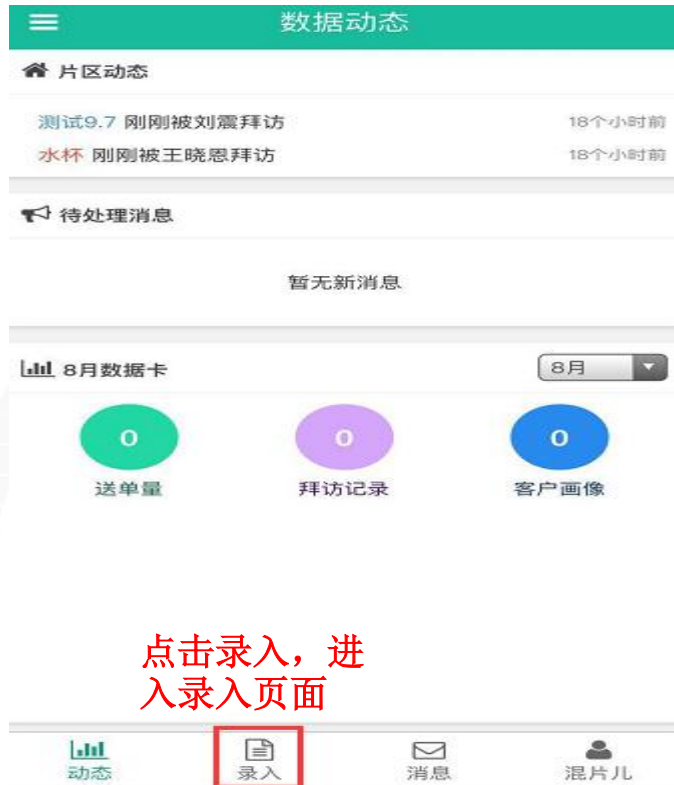 数据动态
片区动态
测试9.7 刚刚被刘震拜访 18个小时前
水杯 刚刚被王晓恩拜访 18个小时前
待处理消息
暂无新消息
8月数据卡 8月
0 0 0
送单量 拜访记录 客户画像
点击录入，进
入录入页面
动态 录入 消息 混片儿